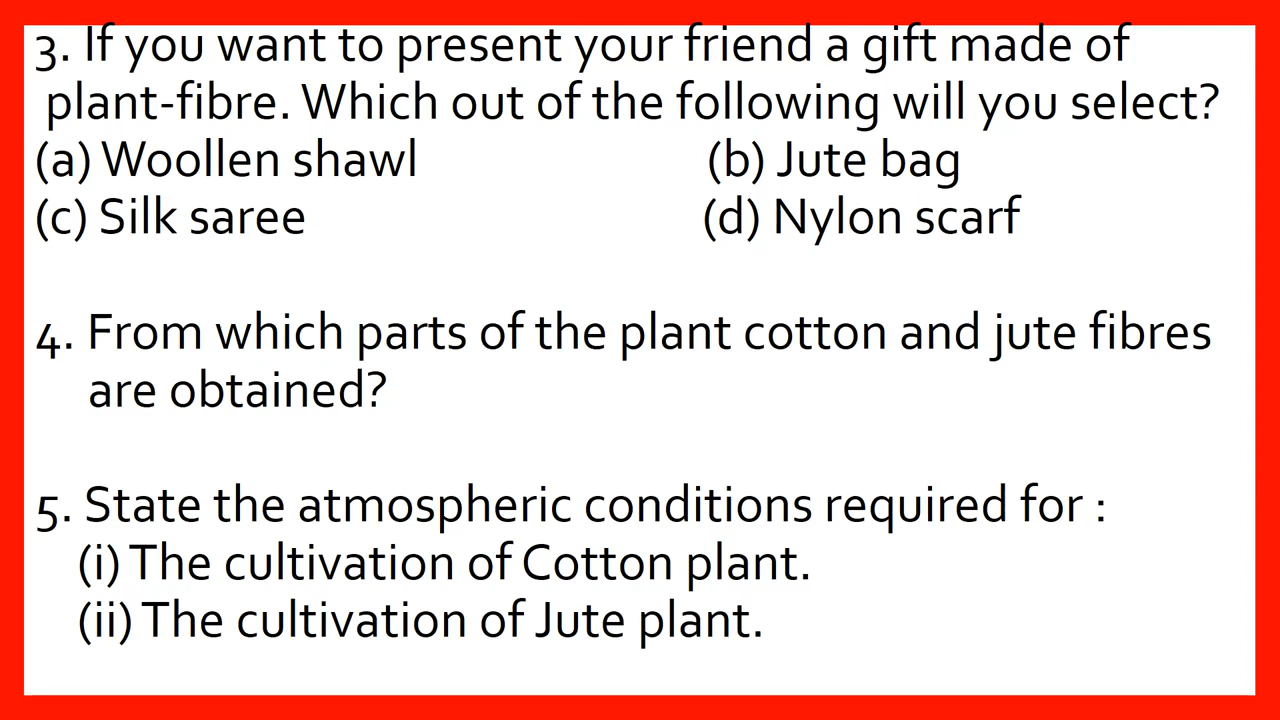 3. If you want to present your friend a gift made of
plant-fibre. Which out of the following will you select?
(a) Woollen shawl (b) Jute bag
(c) Silk saree (d) Nylon scarf
4. From which parts of the plant cotton and jute fibres
are obtained?
5. State the atmospheric conditions required for :
(i) The cultivation of Cotton plant.
(ii) The cultivation of Jute plant.